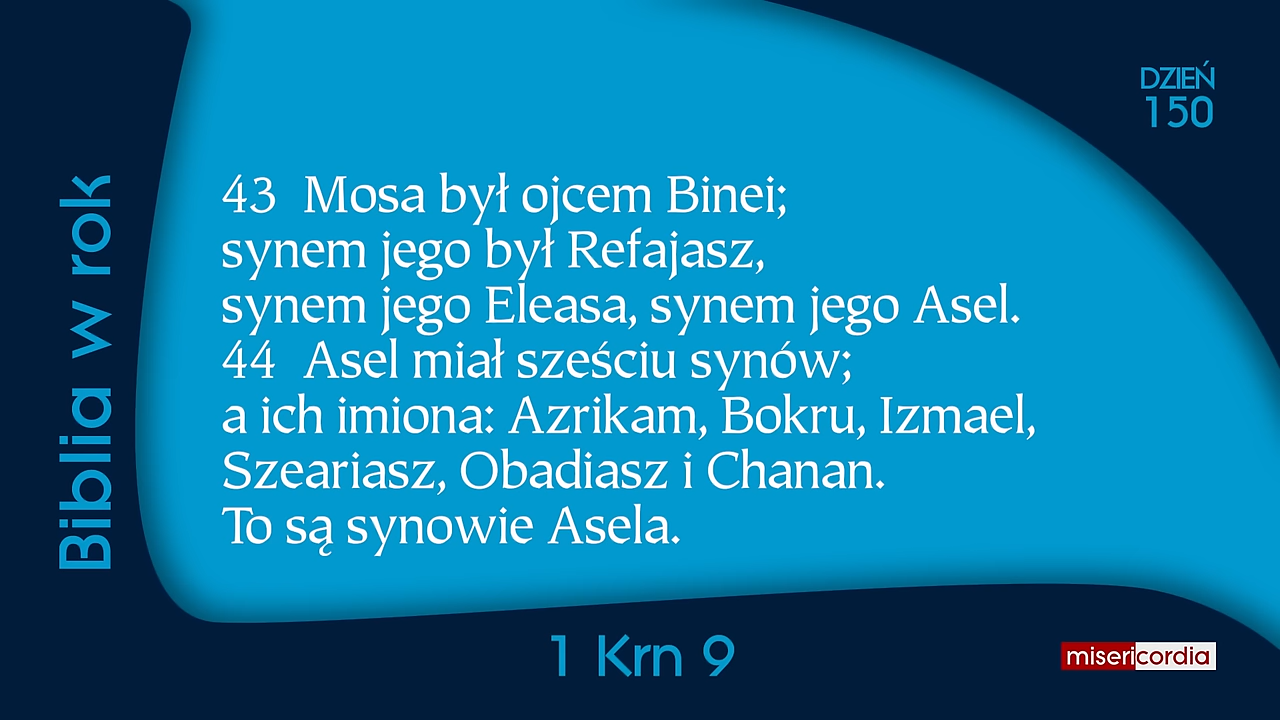 DZIEŃ
150
Biblia w rok
43 Mosa był ojcem Binei;
synem jego był Refajasz,
synem jego Eleasa, synem jego Asel.
44 Asel miał sześciu synów;
a ich imiona: Azrikam, Bokru, Izmael,
Szeariasz, Obadiasz i Chanan.
To są synowie Asela.
1 Krn 9
misericordia